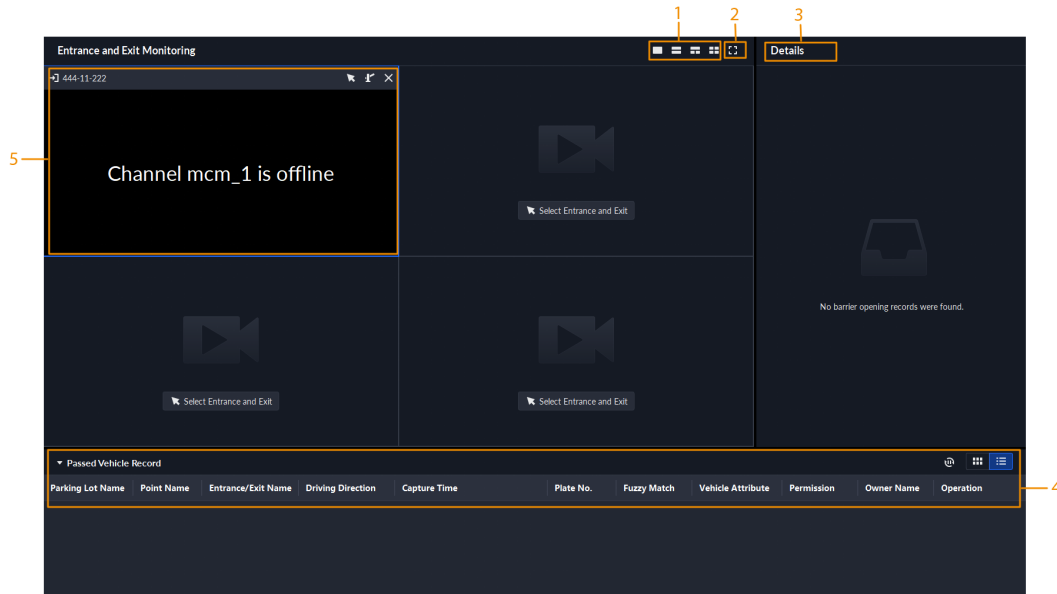 1 2 3
Entrance and Exit Monitoring Details
444-11-222
5
Channel mcm_1 is offline
Select Entrance and Exit
No barrier opening records were found.
Select Entrance and Exit Select Entrance and Exit
Passed Vehicle Record
Parking Lot Name Point Name Entrance/Exit Name Driving Direction Capture Time Plate No. Fuzzy Match Vehicle Attribute Permission Owner Name Operation
4